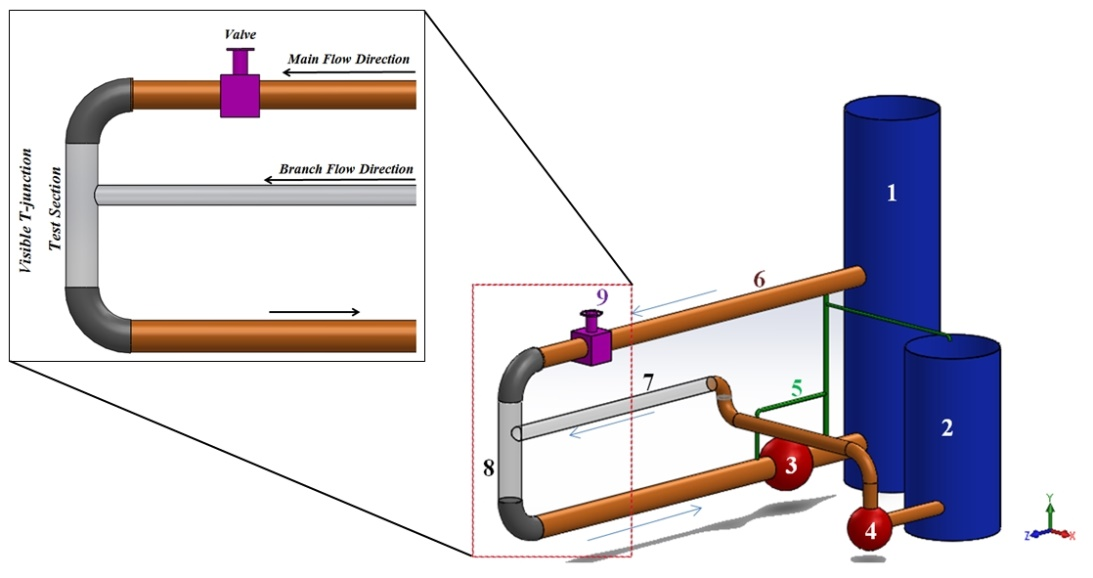 Valve
Main Flow Direction
Branch Flow Direction
Visible T-junction
Test Section
1
2
3
4
5
6
7
8
9
Y
Z
X